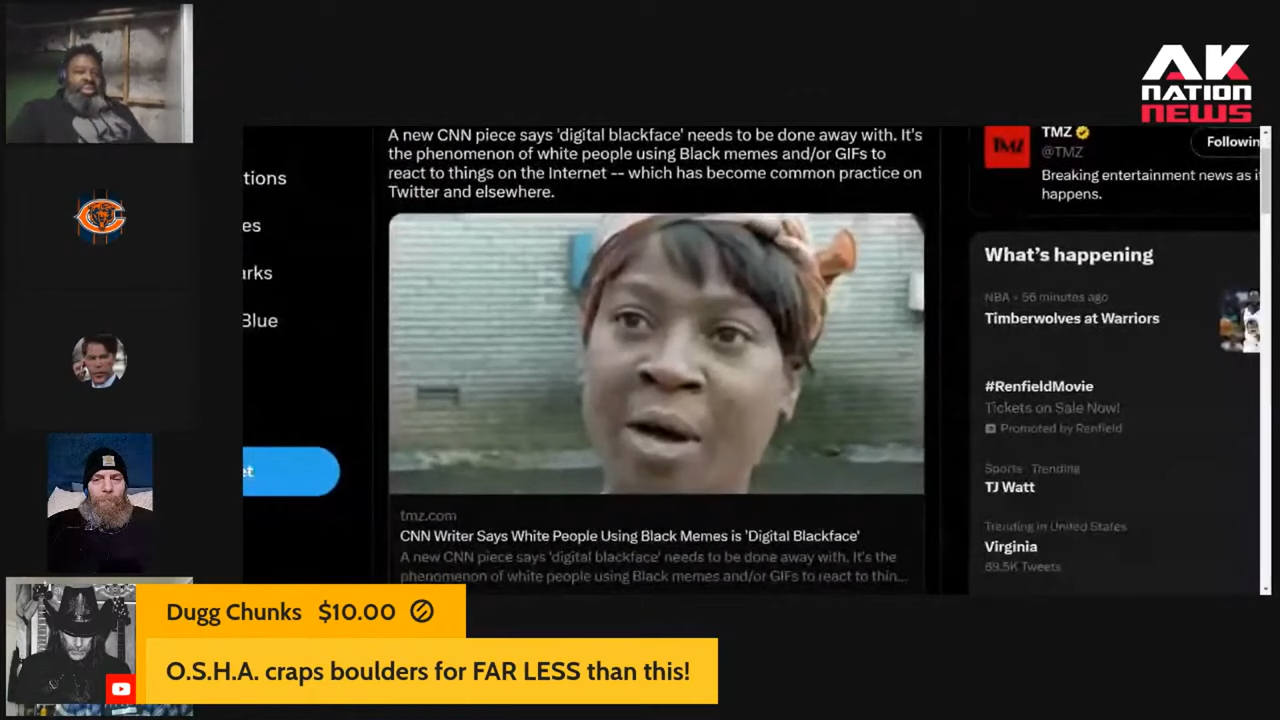 AK
NATION
NEWS
A new CNN piece says 'digital blackface' needs to be done away with. It's
the phenomenon of white people using Black memes and/or GIFs to
react to things on the Internet -- which has become common practice on
Twitter and elsewhere.
tions
es
arks
Blue
et
tmz.com
CNN Writer Says White People Using Black Memes is 'Digital Blackface'
A new CNN piece says 'digital blackface' needs to be done away with. It's the
phenomenon of white people using Black memes and/or GIFs to react to thin...
TMZ
TMZ
@TMZ
Followin
Breaking entertainment news as i
happens.
What's happening
NBA · 56 minutes ago
Timberwolves at Warriors
#RenfieldMovie
Tickets on Sale Now!
Promoted by Renfield
Sports · Trending
TJ Watt
Trending in United States
Virginia
69.5K Tweets
Dugg Chunks $10.00
O.S.H.A. craps boulders for FAR LESS than this!